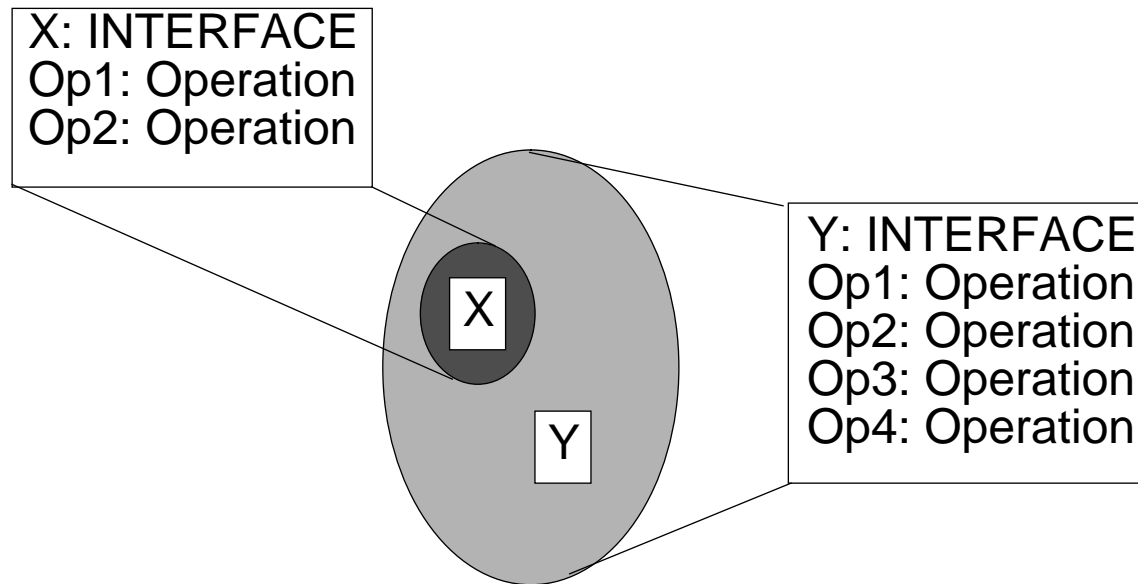 X: INTERFACE
Op1: Operation
Op2: Operation
X
Y
Y: INTERFACE
Op1: Operation
Op2: Operation
Op3: Operation
Op4: Operation